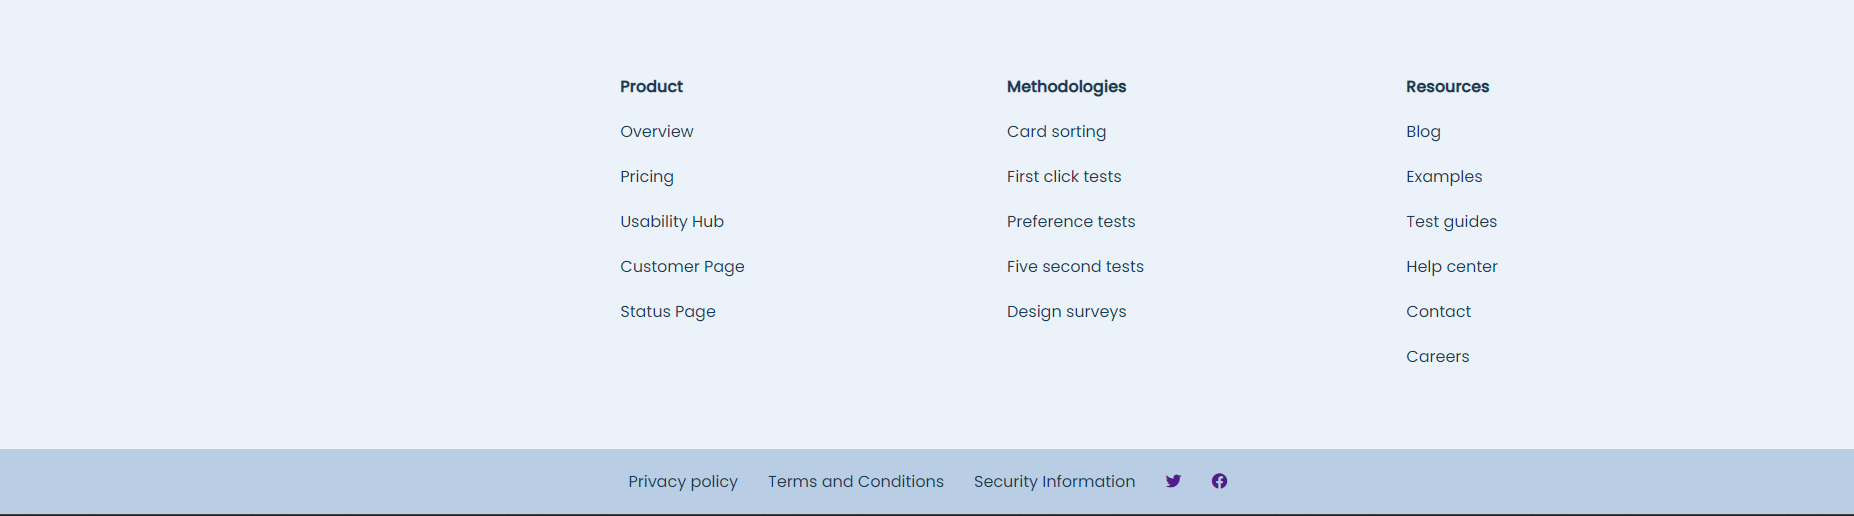 Product
Overview
Pricing
Usability Hub
Customer Page
Status Page
Methodologies
Card sorting
First click tests
Preference tests
Five second tests
Design surveys
Resources
Blog
Examples
Test guides
Help center
Contact
Careers
Privacy policy Terms and Conditions Security Information